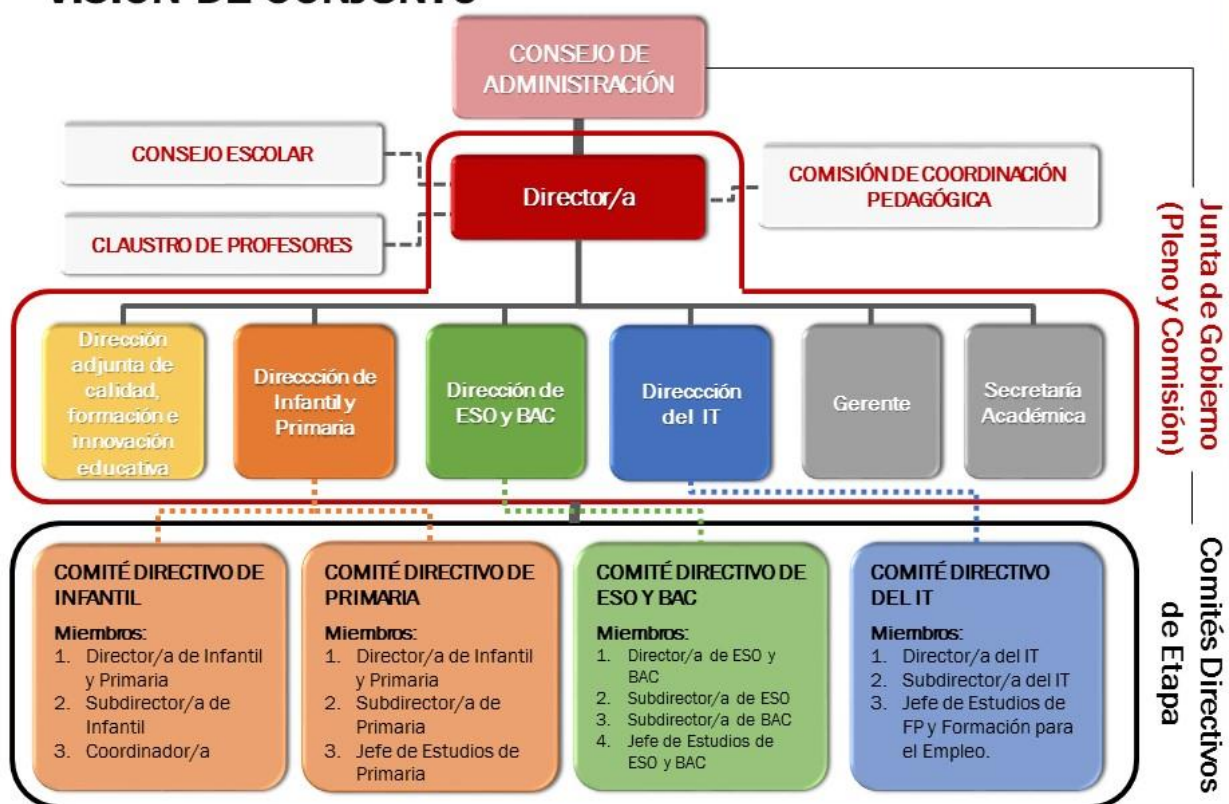 VISIÓN DE CONJUNTO
CONSEJO DE
ADMINISTRACIÓN
CONSEJO ESCOLAR
Director/a
COMISIÓN DE COORDINACIÓN
PEDAGÓGICA
CLAUSTRO DE PROFESORES
Dirección
adjunta de
calidad,
formación e
innovación
educativa
Direccción de
Infantil y
Primaria
Dirección de
ESO y BAC
Direccción
del IT
Gerente
Secretaría
Académica
Junta de Gobierno
(Pleno y Comisión)
COMITÉ DIRECTIVO DE
INFANTIL
Miembros:
1. Director/a de Infantil
y Primaria
2. Subdirector/a de
Infantil
3. Coordinador/a
COMITÉ DIRECTIVO DE
PRIMARIA
Miembros:
1. Director/a de Infantil
y Primaria
2. Subdirector/a de
Primaria
3. Jefe de Estudios de
Primaria
COMITÉ DIRECTIVO DE
ESO Y BAC
Miembros:
1. Director/a de ESO y
BAC
2. Subdirector/a de ESO
3. Subdirector/a de BAC
4. Jefe de Estudios de
ESO y BAC
COMITÉ DIRECTIVO
DEL IT
Miembros:
1. Director/a del IT
2. Subdirector/a del IT
3. Jefe de Estudios de
FP y Formación para
el Empleo.
Comités Directivos
de Etapa